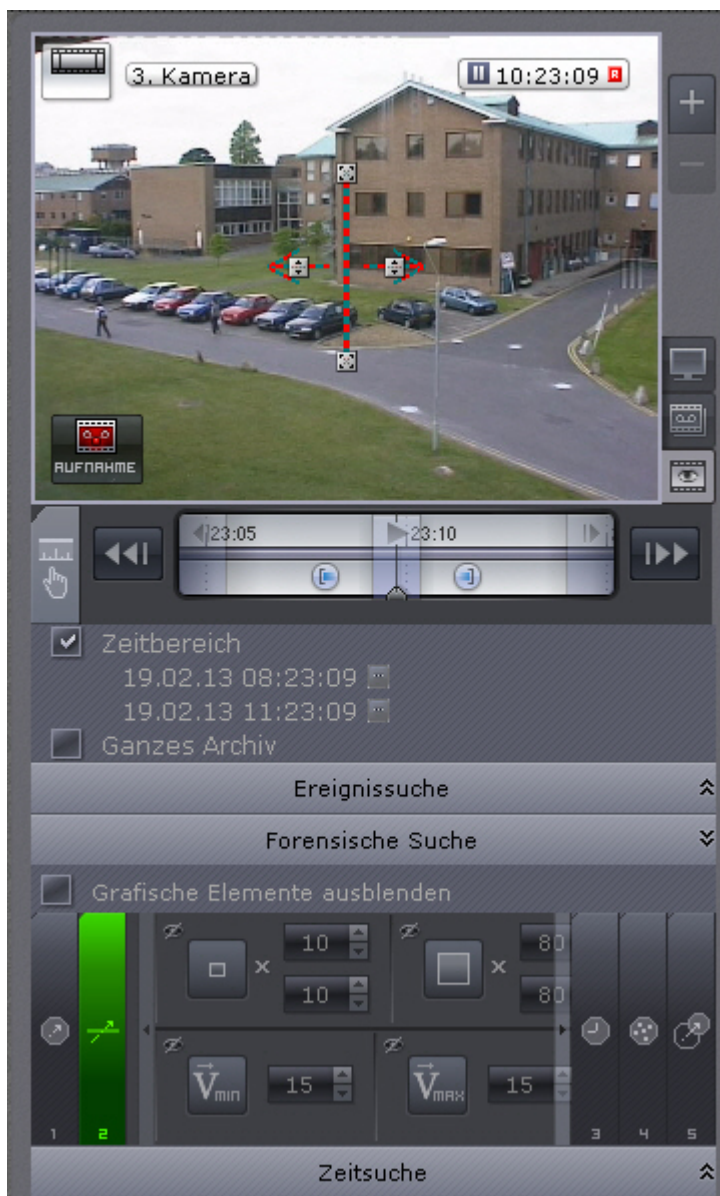 3. Kamera
10:23:09 R
AUFNAHME
23:05 23:10
Zeitbereich
19.02.13 08:23:09
19.02.13 11:23:09
Ganzes Archiv
Ereignissuche
Forensische Suche
Grafische Elemente ausblenden
x 10 x 80
10 80
Vmin 15 Vmax 15
1 2 3 4 5
Zeitsuche